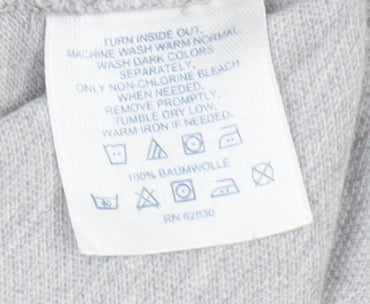 TURN INSIDE OUT.
MACHINE WASH WARM NORMAL.
WASH DARK COLORS
SEPARATELY.
ONLY NON-CHLORINE BLEACH
WHEN NEEDED.
REMOVE PROMPTLY.
TUMBLE DRY LOW.
WARM IRON IF NEEDED.
100% BAUMWOLLE
40
RN 62830